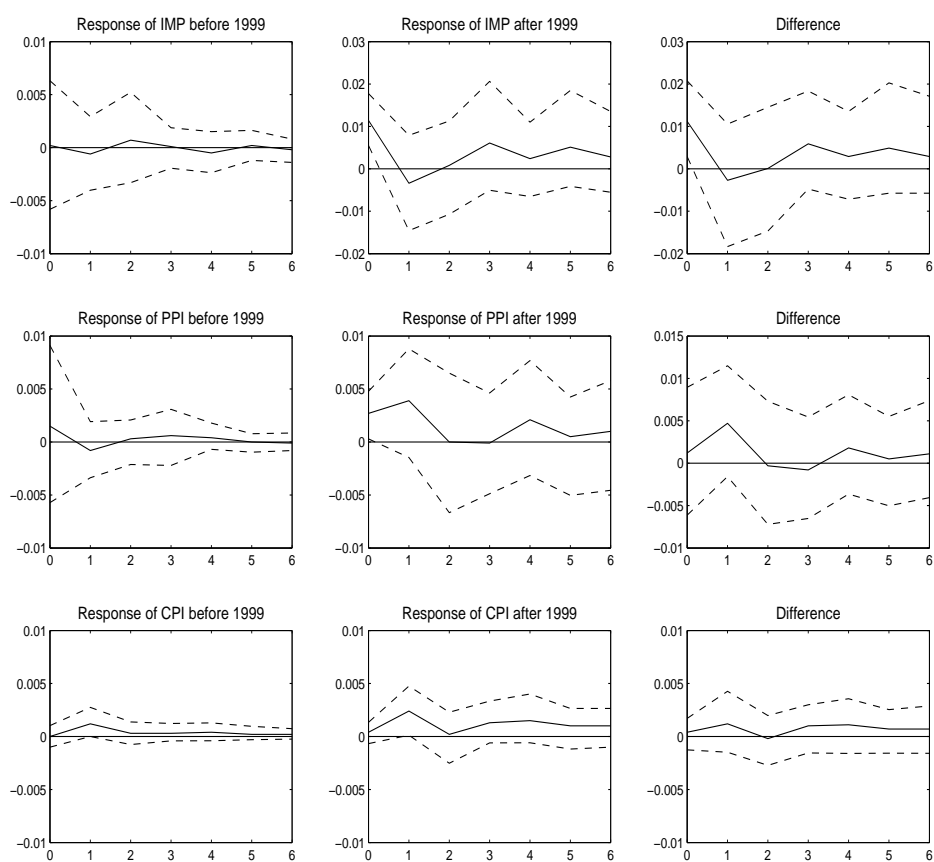 Response of IMP before 1999
0.01
0.005
0
−0.005
−0.01
0 1 2 3 4 5 6
Response of IMP after 1999
0.03
0.02
0.01
0
−0.01
−0.02
0 1 2 3 4 5 6
Difference
0.03
0.02
0.01
0
−0.01
−0.02
0 1 2 3 4 5 6
Response of PPI before 1999
0.01
0.005
0
−0.005
−0.01
0 1 2 3 4 5 6
Response of PPI after 1999
0.01
0.005
0
−0.005
−0.01
0 1 2 3 4 5 6
Difference
0.015
0.01
0.005
0
−0.005
−0.01
0 1 2 3 4 5 6
Response of CPI before 1999
0.01
0.005
0
−0.005
−0.01
0 1 2 3 4 5 6
Response of CPI after 1999
0.01
0.005
0
−0.005
−0.01
0 1 2 3 4 5 6
Difference
0.01
0.005
0
−0.005
−0.01
0 1 2 3 4 5 6